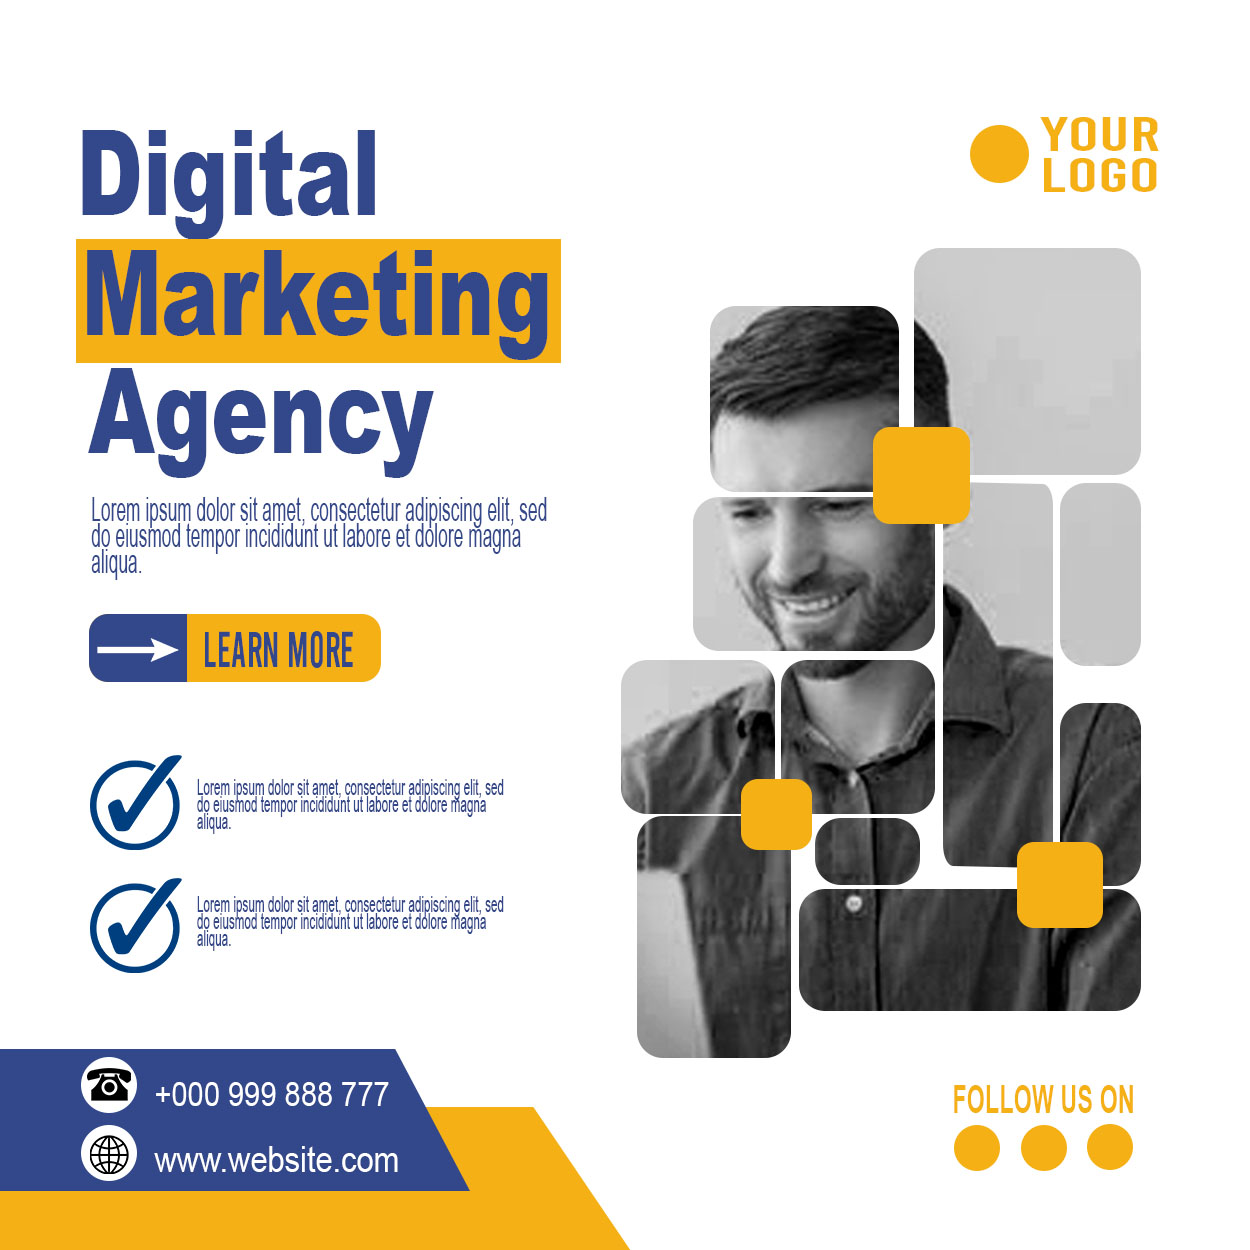 Digital
Marketing
Agency
YOUR
LOGO
Lorem ipsum dolor sit amet, consectetur adipiscing elit, sed
do eiusmod tempor incididunt ut labore et dolore magna
aliqua.
LEARN MORE
Lorem ipsum dolor sit amet, consectetur adipiscing elit, sed
do eiusmod tempor incididunt ut labore et dolore magna
aliqua.
Lorem ipsum dolor sit amet, consectetur adipiscing elit, sed
do eiusmod tempor incididunt ut labore et dolore magna
aliqua.
+000 999 888 777
www.website.com
FOLLOW US ON